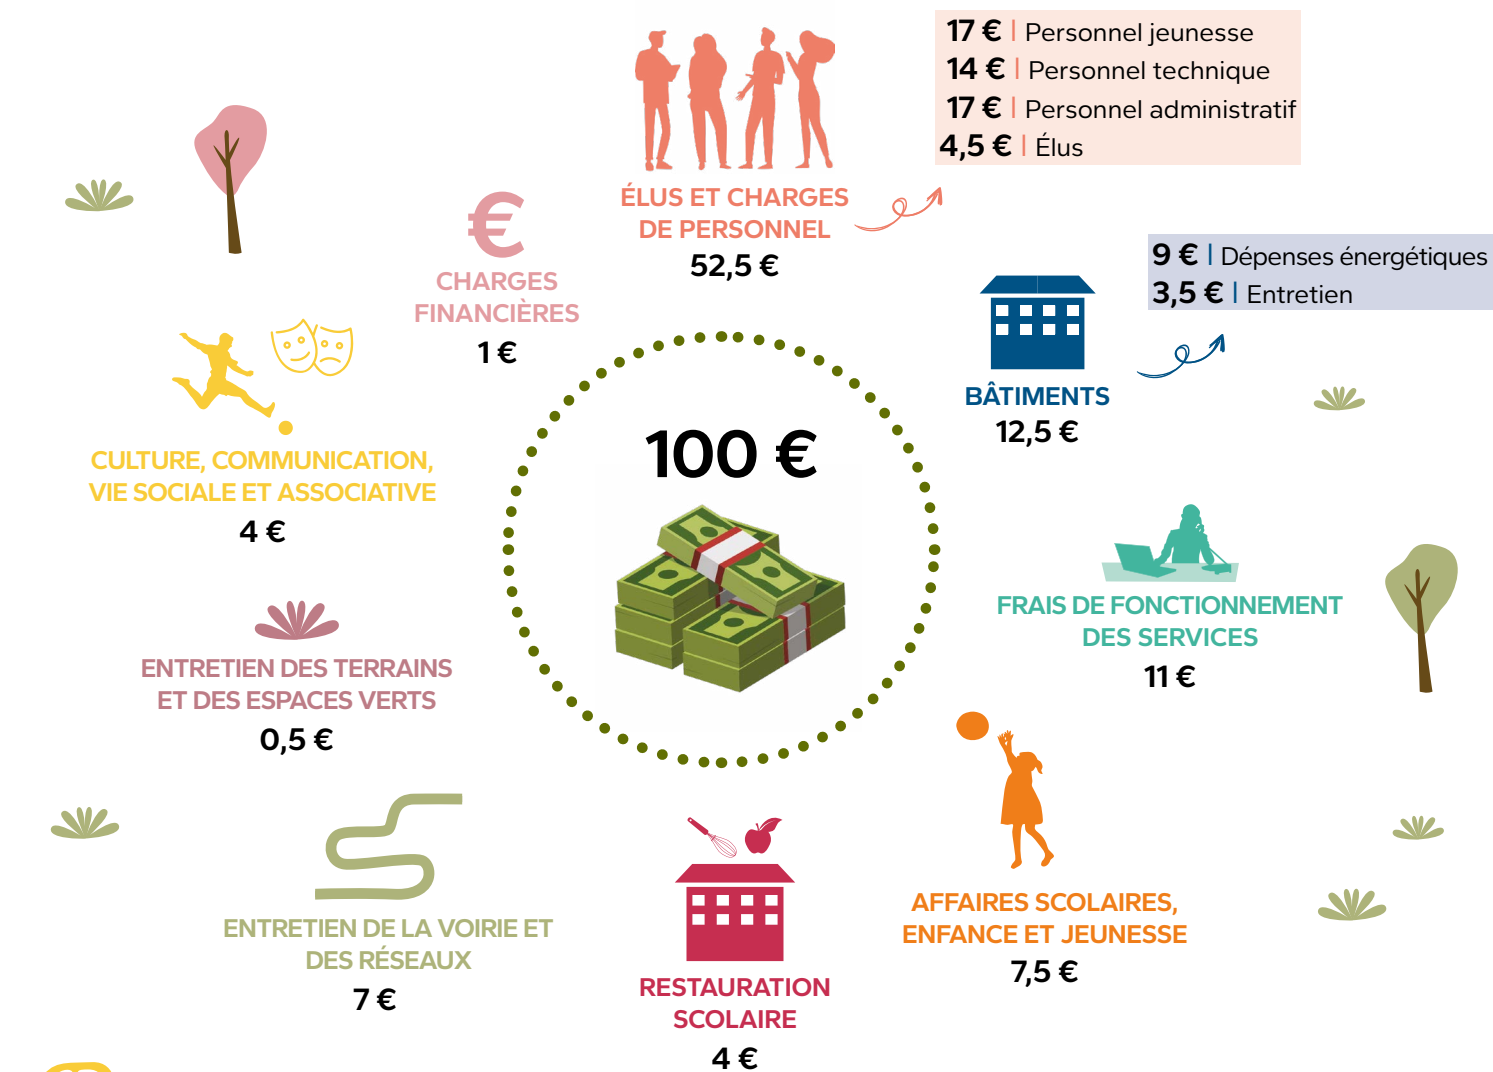 17 € | Personnel jeunesse
14 € | Personnel technique
17 € | Personnel administratif
4,5 € | Élus
ÉLUS ET CHARGES
DE PERSONNEL
52,5 €
9 € | Dépenses énergétiques
3,5 € | Entretien
BÂTIMENTS
12,5 €
CHARGES
FINANCIÈRES
1 €
100 €
CULTURE, COMMUNICATION,
VIE SOCIALE ET ASSOCIATIVE
4 €
FRAIS DE FONCTIONNEMENT
DES SERVICES
11 €
ENTRETIEN DES TERRAINS
ET DES ESPACES VERTS
0,5 €
AFFAIRES SCOLAIRES,
ENFANCE ET JEUNESSE
7,5 €
ENTRETIEN DE LA VOIRIE ET
DES RÉSEAUX
7 €
RESTAURATION
SCOLAIRE
4 €